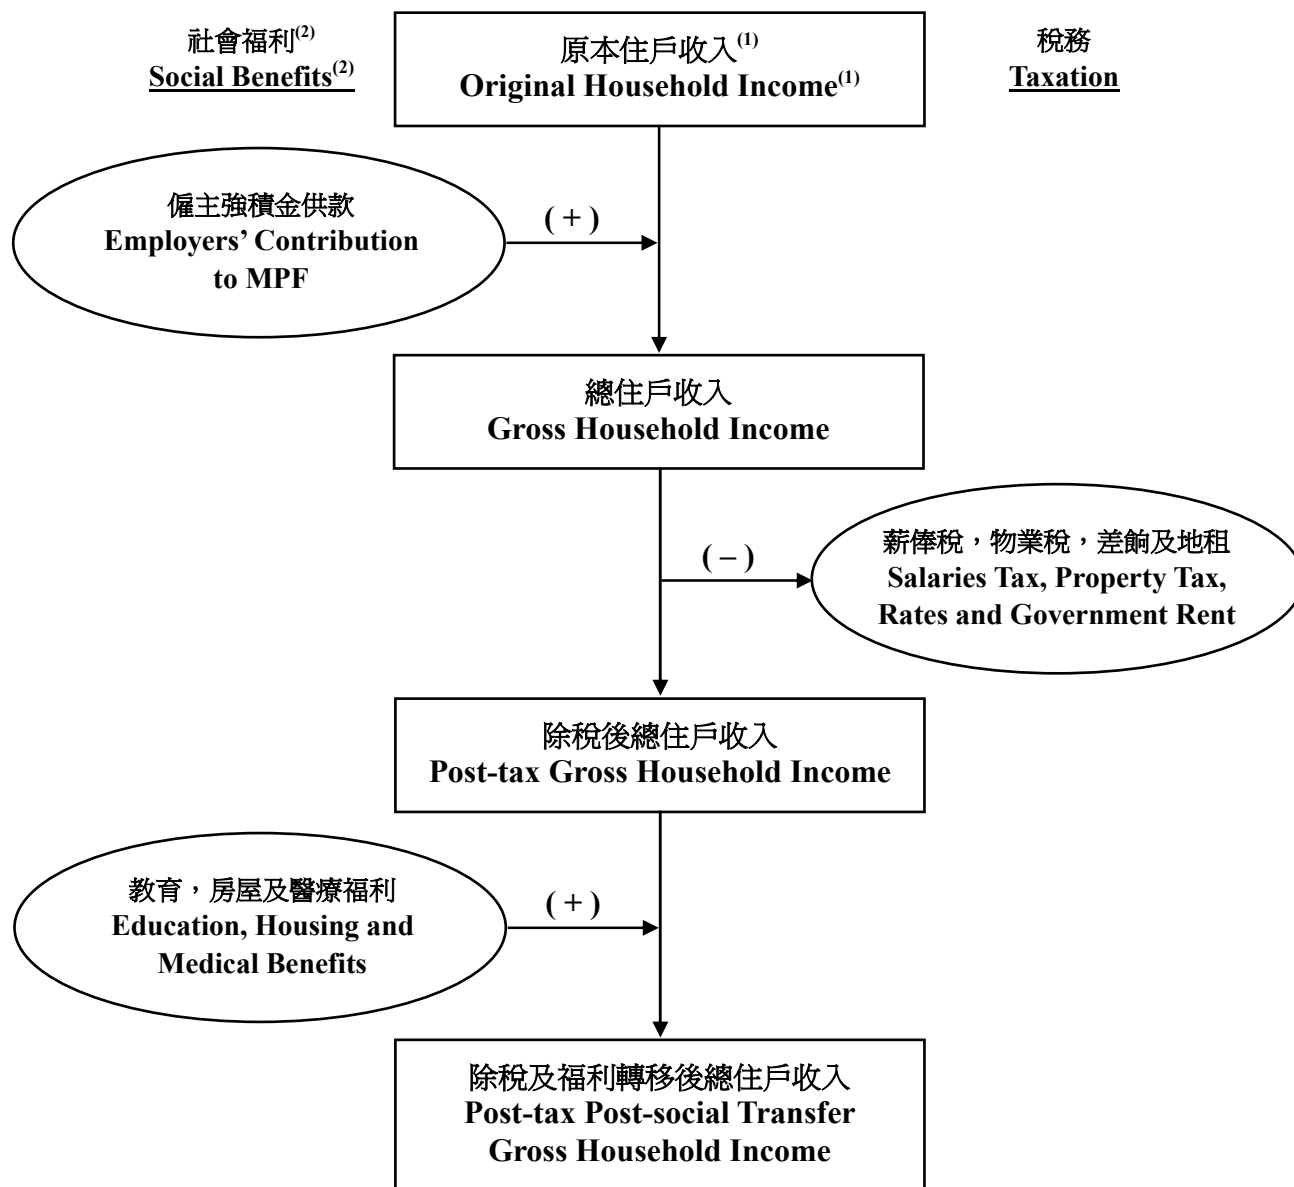 社會福利(2)
Social Benefits(2)
原本住戶收入(1)
Original Household Income(1)
稅務
Taxation
僱主強積金供款
Employers’ Contribution
to MPF
( + )
總住戶收入
Gross Household Income
( – )
薪俸稅，物業稅，差餉及地租
Salaries Tax, Property Tax,
Rates and Government Rent
除稅後總住戶收入
Post-tax Gross Household Income
教育，房屋及醫療福利
Education, Housing and
Medical Benefits
( + )
除稅及福利轉移後總住戶收入
Post-tax Post-social Transfer
Gross Household Income